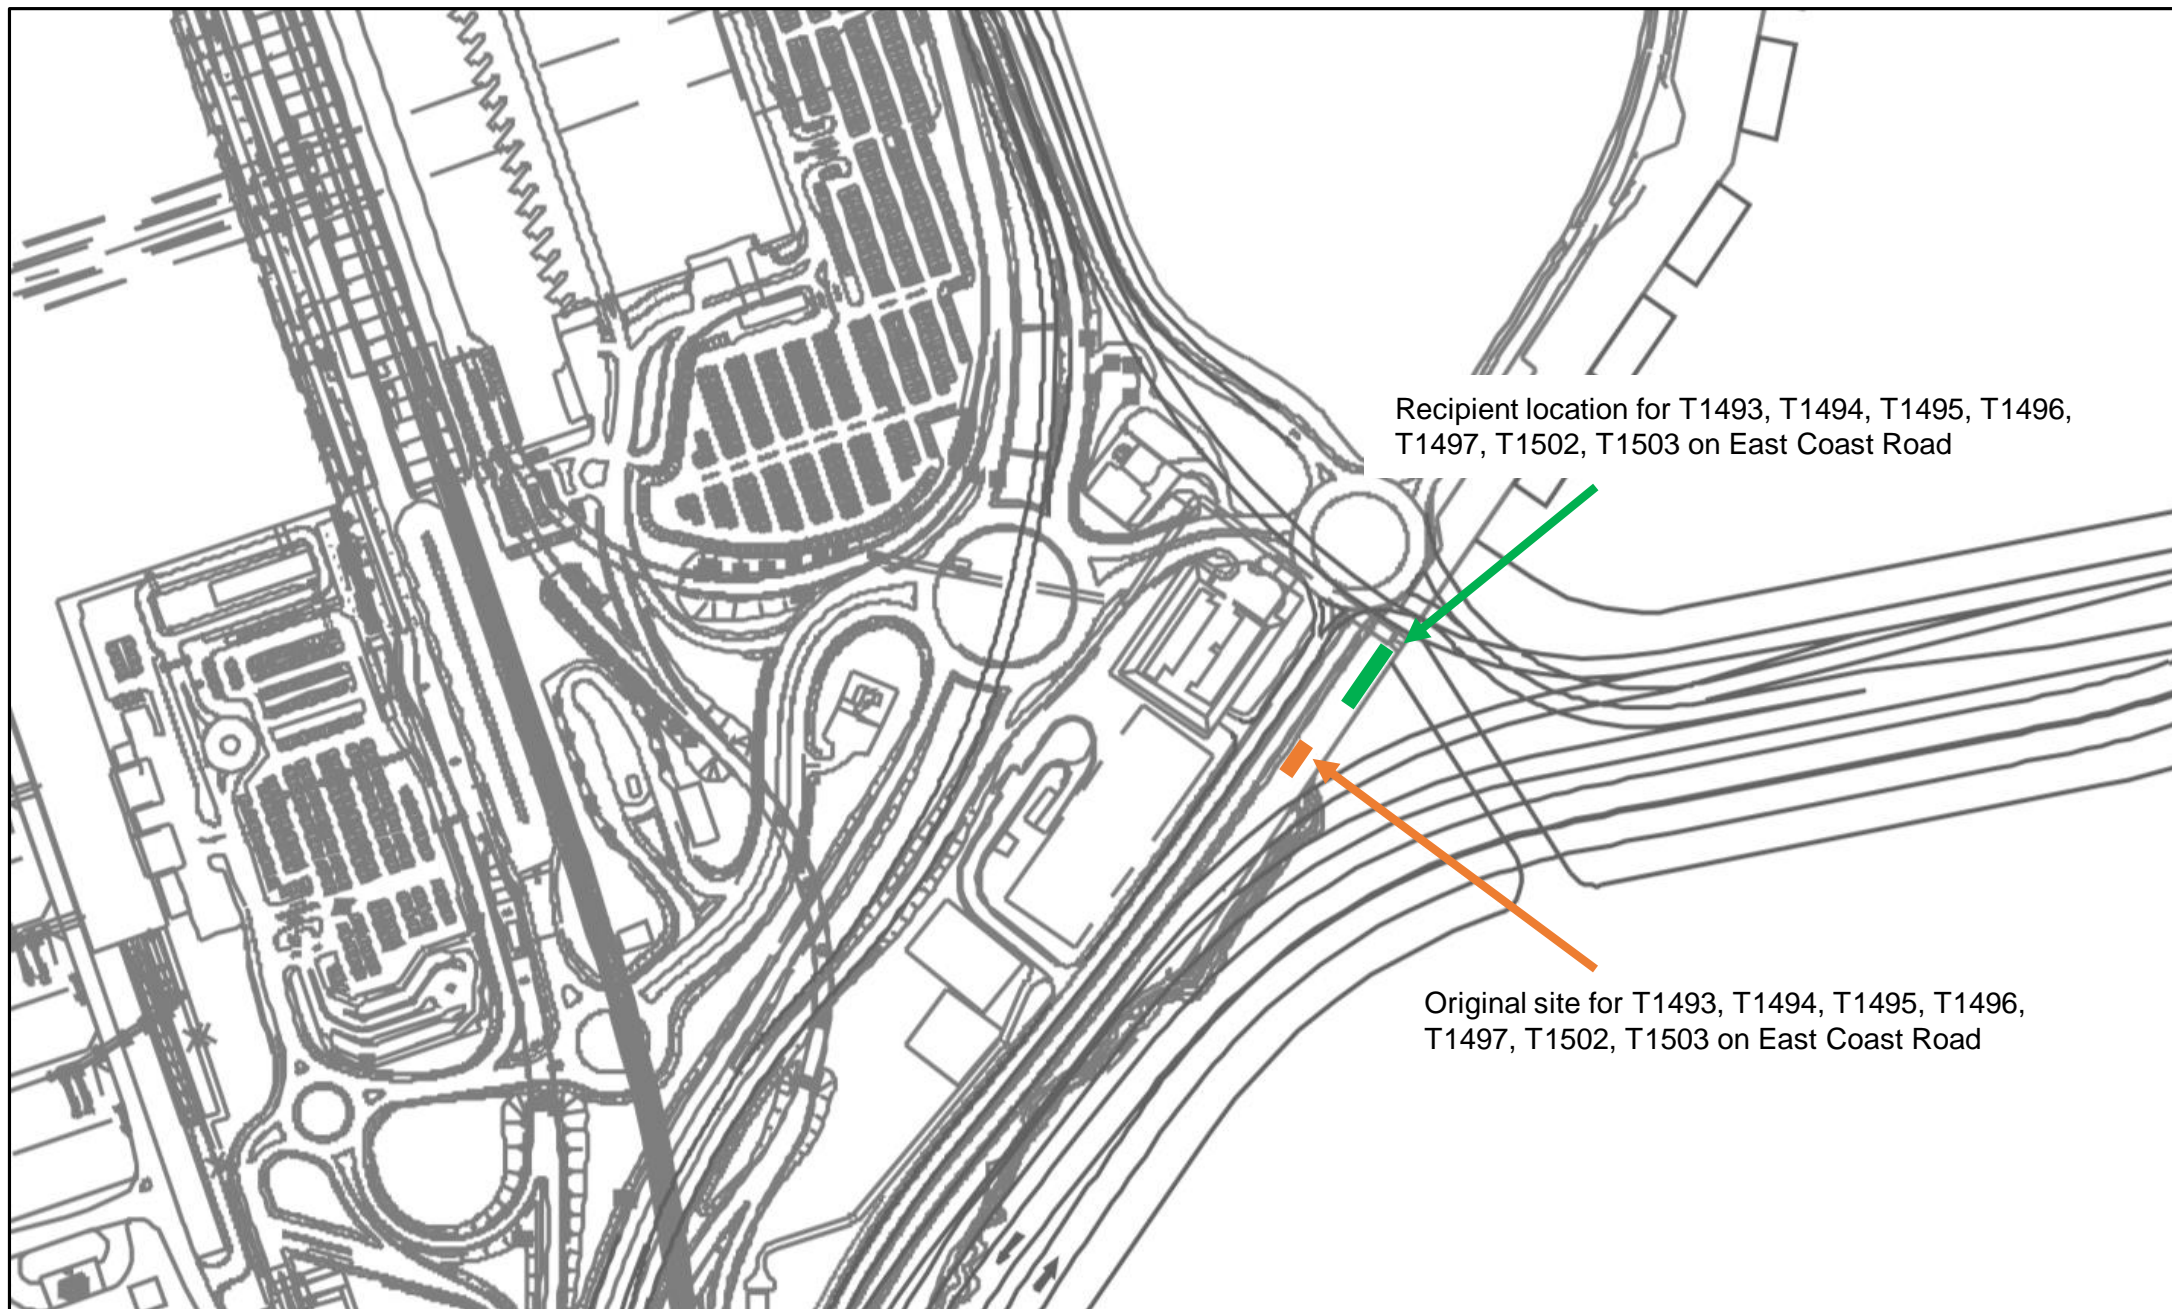 Recipient location for T1493, T1494, T1495, T1496,
T1497, T1502, T1503 on East Coast Road
Original site for T1493, T1494, T1495, T1496,
T1497, T1502, T1503 on East Coast Road